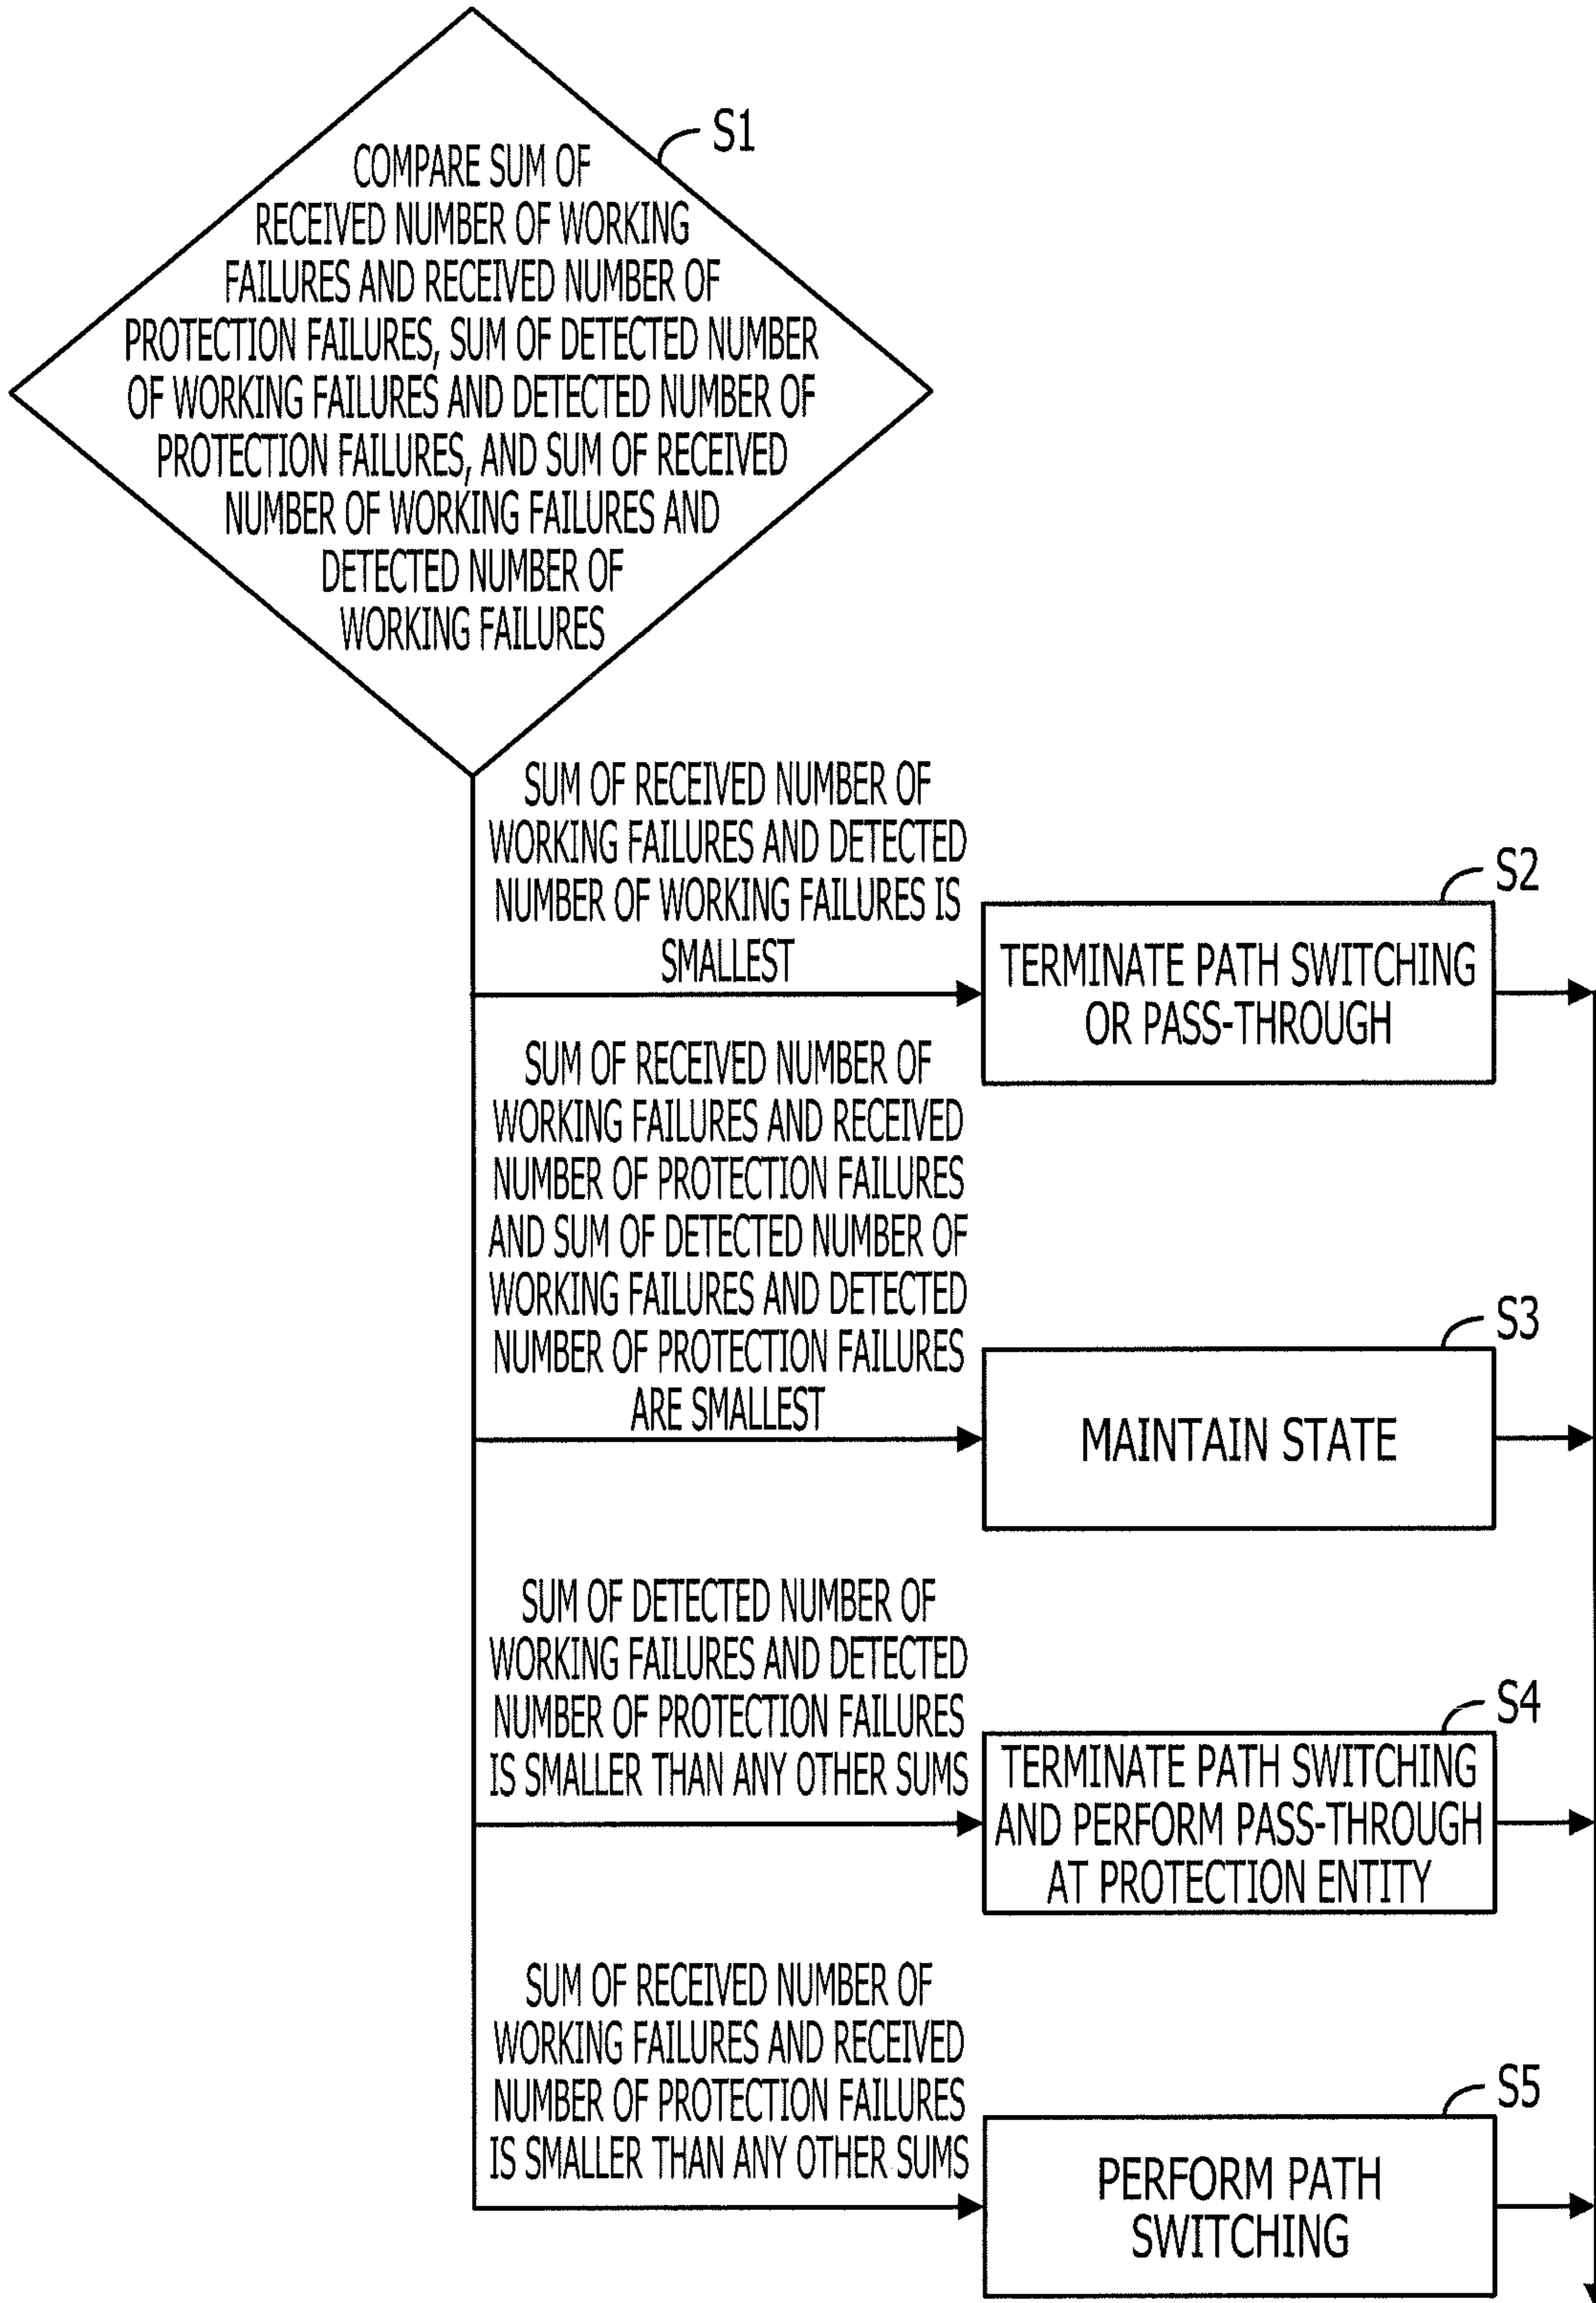 S1
COMPARE SUM OF
RECEIVED NUMBER OF WORKING
FAILURES AND RECEIVED NUMBER OF
PROTECTION FAILURES, SUM OF DETECTED NUMBER
OF WORKING FAILURES AND DETECTED NUMBER OF
PROTECTION FAILURES, AND SUM OF RECEIVED
NUMBER OF WORKING FAILURES AND
DETECTED NUMBER OF
WORKING FAILURES
SUM OF RECEIVED NUMBER OF
WORKING FAILURES AND DETECTED
NUMBER OF WORKING FAILURES IS
SMALLEST
S2
TERMINATE PATH SWITCHING
OR PASS-THROUGH
SUM OF RECEIVED NUMBER OF
WORKING FAILURES AND RECEIVED
NUMBER OF PROTECTION FAILURES
AND SUM OF DETECTED NUMBER OF
WORKING FAILURES AND DETECTED
NUMBER OF PROTECTION FAILURES
ARE SMALLEST
S3
MAINTAIN STATE
SUM OF DETECTED NUMBER OF
WORKING FAILURES AND DETECTED
NUMBER OF PROTECTION FAILURES
IS SMALLER THAN ANY OTHER SUMS
S4
TERMINATE PATH SWITCHING
AND PERFORM PASS-THROUGH
AT PROTECTION ENTITY
SUM OF RECEIVED NUMBER OF
WORKING FAILURES AND RECEIVED
NUMBER OF PROTECTION FAILURES
IS SMALLER THAN ANY OTHER SUMS
S5
PERFORM PATH
SWITCHING